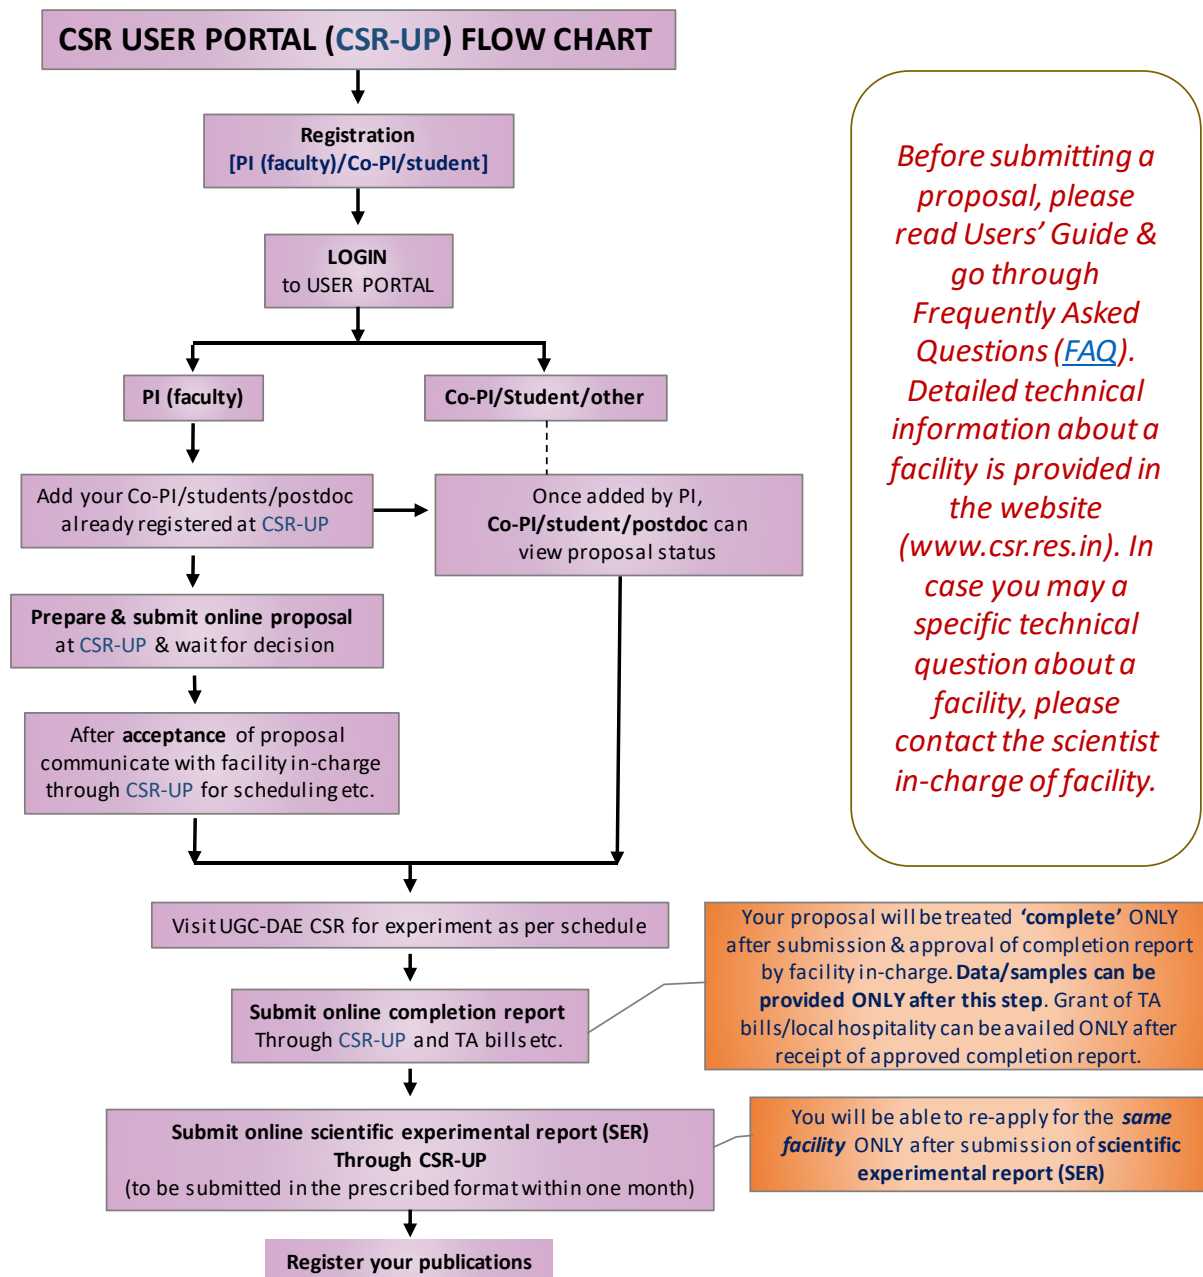 CSR USER PORTAL (CSR-UP) FLOW CHART
Registration
[PI (faculty)/Co-PI/student]
LOGIN
to USER PORTAL
PI (faculty)
Co-PI/Student/other
Add your Co-PI/students/postdoc
already registered at CSR-UP
Once added by PI,
Co-PI/student/postdoc can
view proposal status
Prepare & submit online proposal
at CSR-UP & wait for decision
After acceptance of proposal
communicate with facility in-charge
through CSR-UP for scheduling etc.
Visit UGC-DAE CSR for experiment as per schedule
Submit online completion report
Through CSR-UP and TA bills etc.
Submit online scientific experimental report (SER)
Through CSR-UP
(to be submitted in the prescribed format within one month)
Register your publications
Before submitting a
proposal, please
read Users’ Guide &
go through
Frequently Asked
Questions (FAQ).
Detailed technical
information about a
facility is provided in
the website
(www.csr.res.in). In
case you may a
specific technical
question about a
facility, please
contact the scientist
in-charge of facility.
Your proposal will be treated ‘complete’ ONLY
after submission & approval of completion report
by facility in-charge. Data/samples can be
provided ONLY after this step. Grant of TA
bills/local hospitality can be availed ONLY after
receipt of approved completion report.
You will be able to re-apply for the same
facility ONLY after submission of scientific
experimental report (SER)